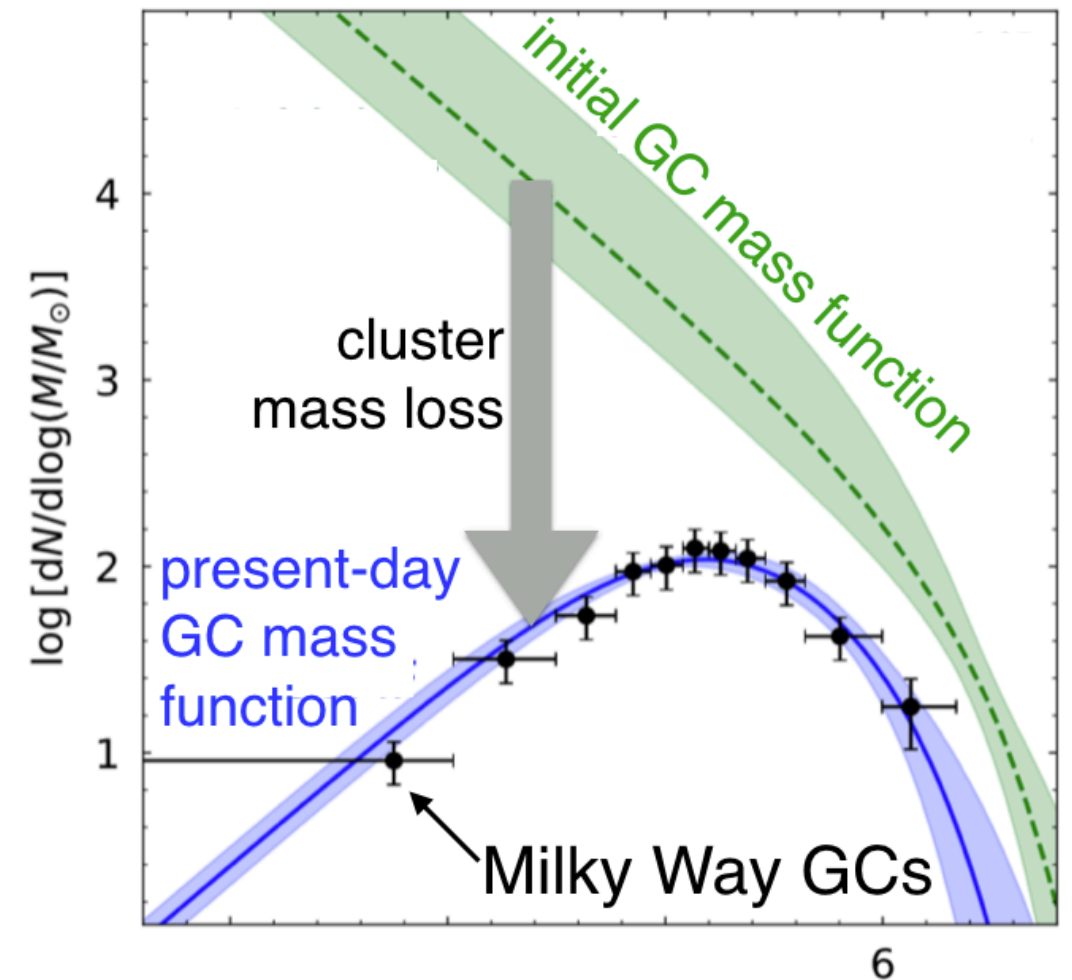 initial GC mass function
4
log [dN/dlog(M/M☉)]
cluster
mass loss
3
2
present-day
GC mass
function
1
Milky Way GCs
6